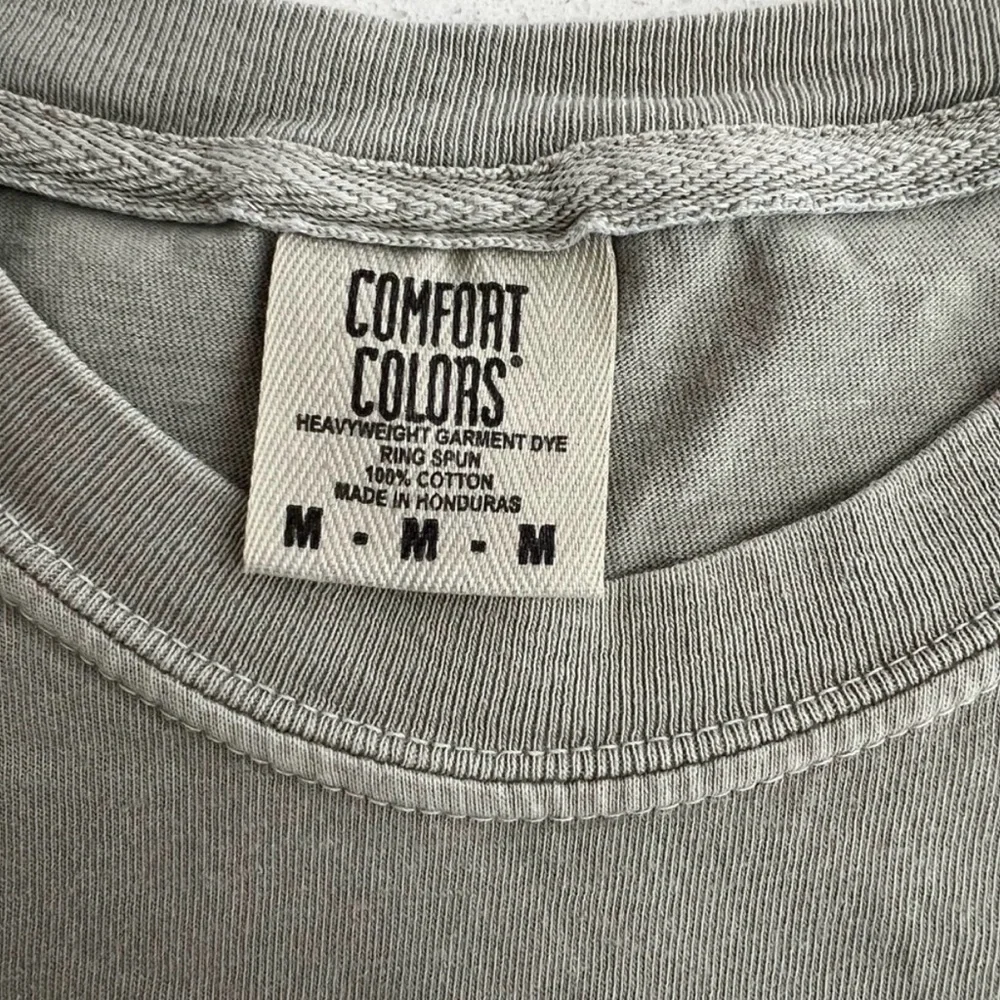 COMFORT
COLORS®
HEAVYWEIGHT GARMENT DYE
RING SPUN
100% COTTON
MADE IN HONDURAS
M - M - M